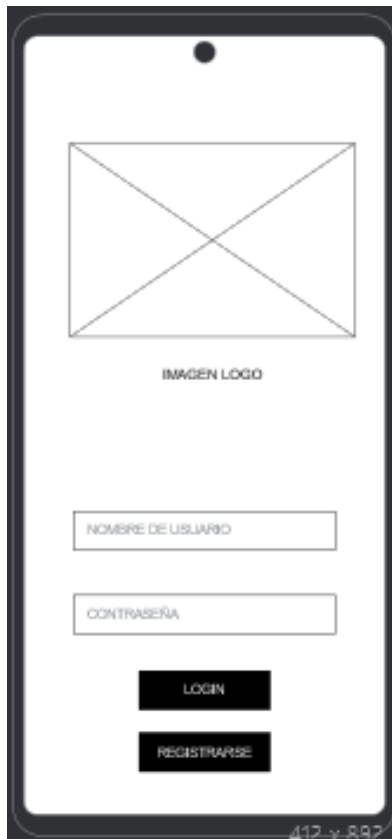 IMAGEN LOGO
NOMBRE DE USUARIO
CONTRASEÑA
LOGIN
REGISTRARSE
412 x 892